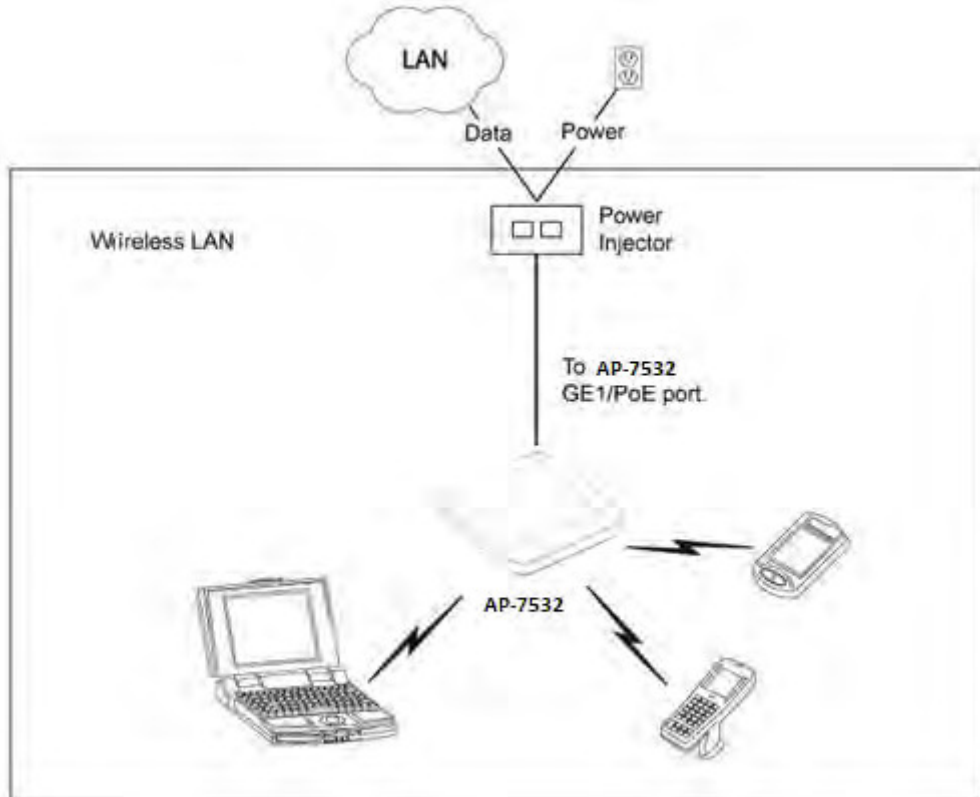 LAN
Data
Power
Power
Injector
Wireless LAN
To AP-7532
GE1/PoE port.
AP-7532